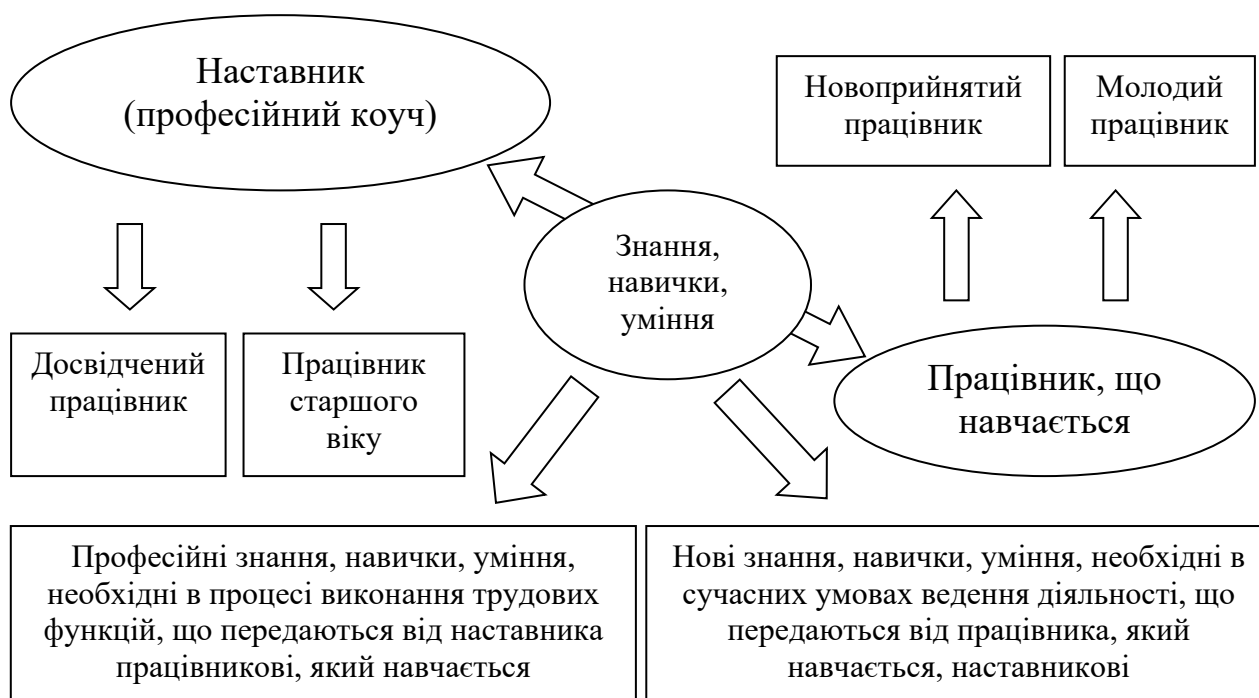 Наставник
(професійний коуч)
Новоприйнятий
працівник
Молодий
працівник
Знання,
навички,
уміння
Досвідчений
працівник
Працівник
старшого
віку
Працівник, що
навчається
Професійні знання, навички, уміння,
необхідні в процесі виконання трудових
функцій, що передаються від наставника
працівникові, який навчається
Нові знання, навички, уміння, необхідні в
сучасних умовах ведення діяльності, що
передаються від працівника, який
навчається, наставникові